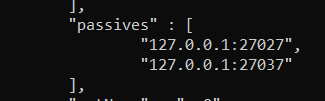 ],
"passives" : [
"127.0.0.1:27027",
"127.0.0.1:27037"
],